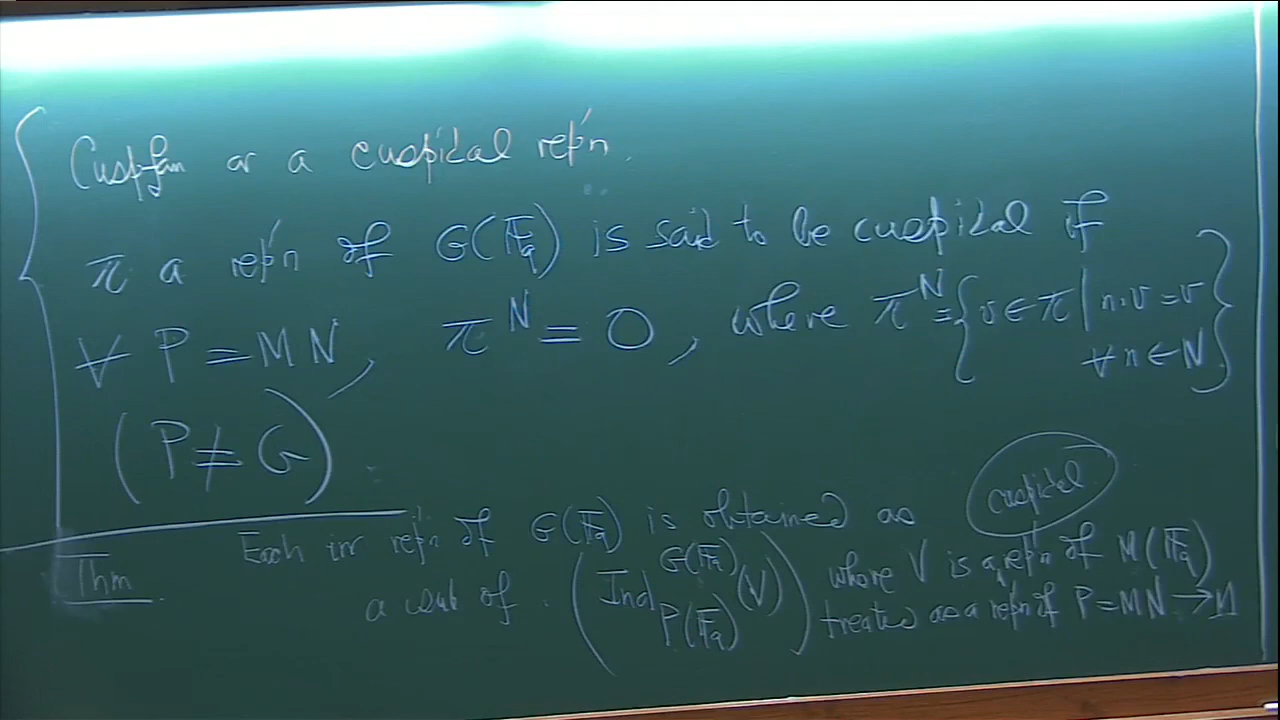 Cuspfm or a cuspidal rep'n.
π a rep'n of G(𝔽_q) is said to be cuspidal if
∀ P = MN, π^N = 0, where π^N = {v ∈ π | n·v = v ∀ n ∈ N}
(P ≠ G)
Thm Each irr rep'n of G(𝔽_q) is obtained as
a sub of (Ind_{P(𝔽_q)}^{G(𝔽_q)} (V)) where V is a cuspidal rep'n of M(𝔽_q)
treated as a rep'n of P = MN → M